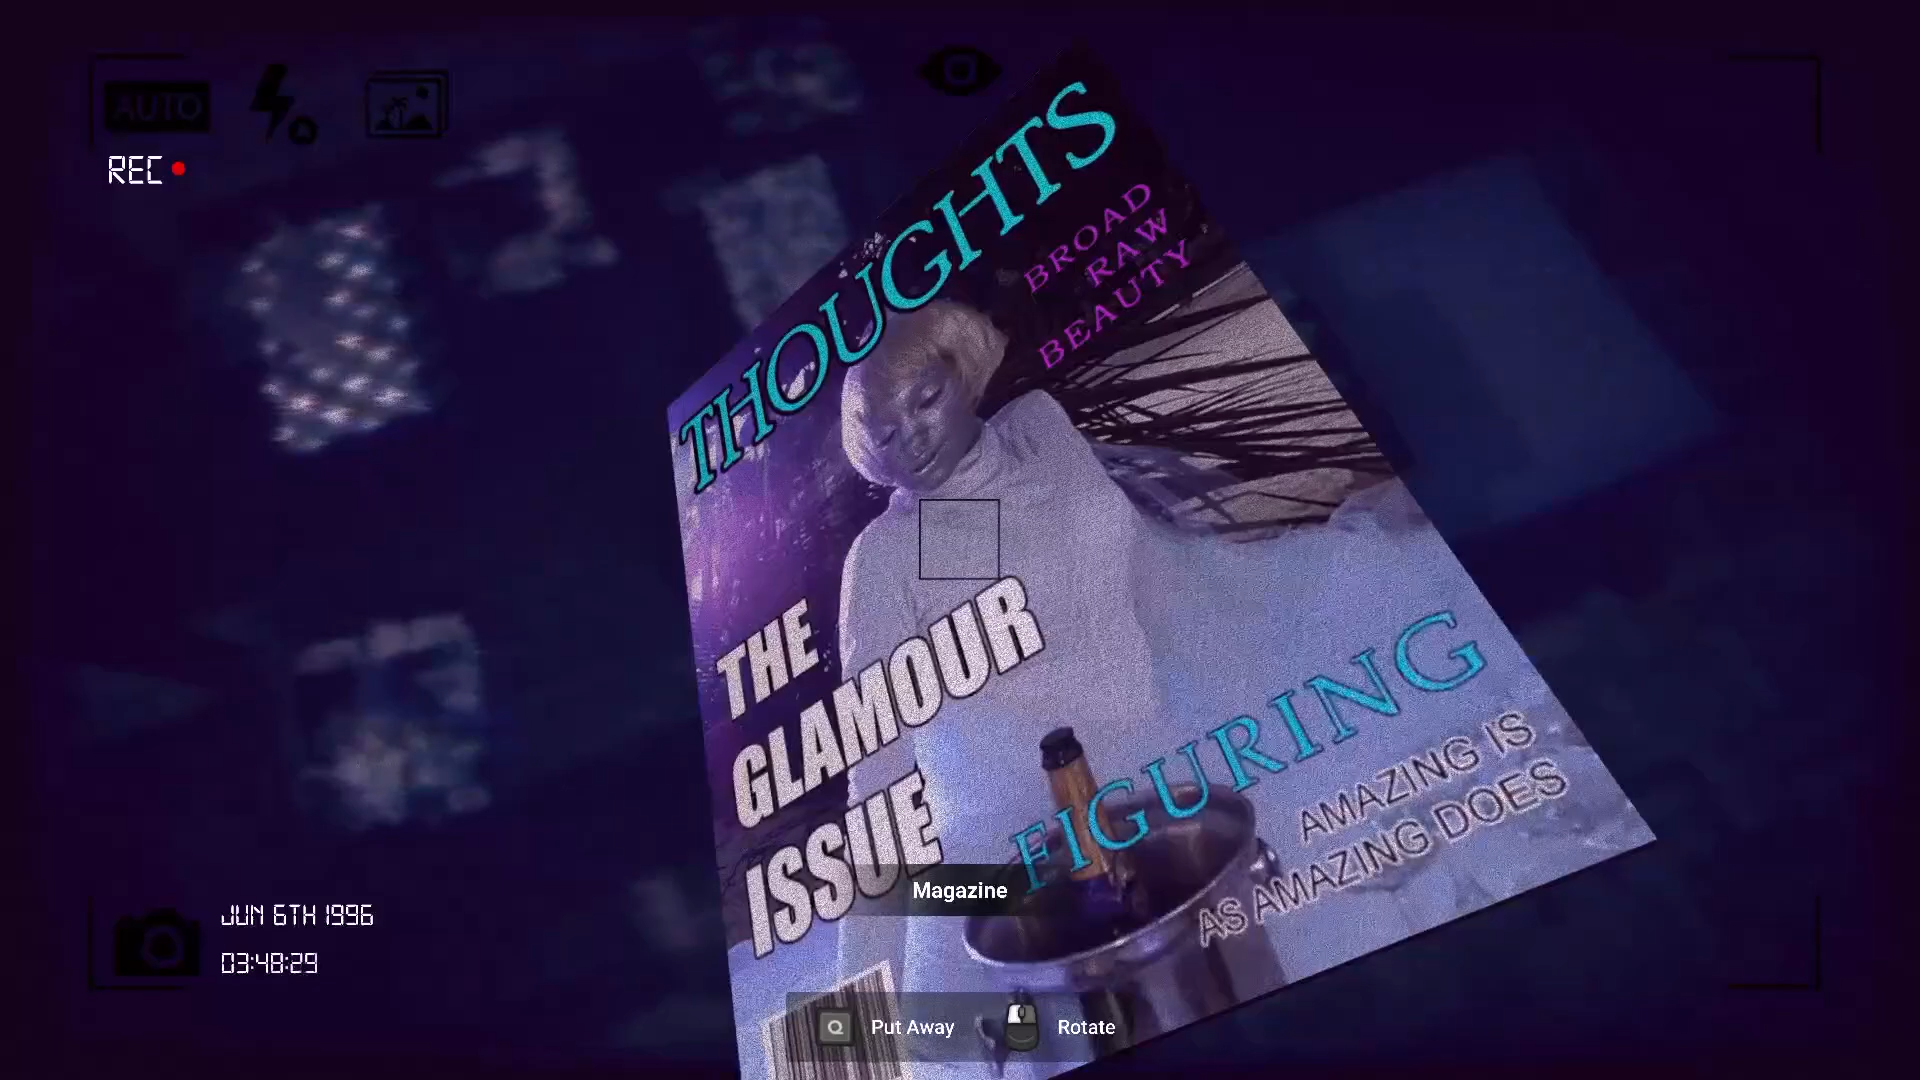 AUTO
REC
THOUGHTS
BROAD
RAW
BEAUTY
THE
GLAMOUR
ISSUE
FIGURING
AMAZING IS
AS AMAZING DOES
Magazine
JUN 6TH 1996
03:48:29
Q Put Away
Rotate